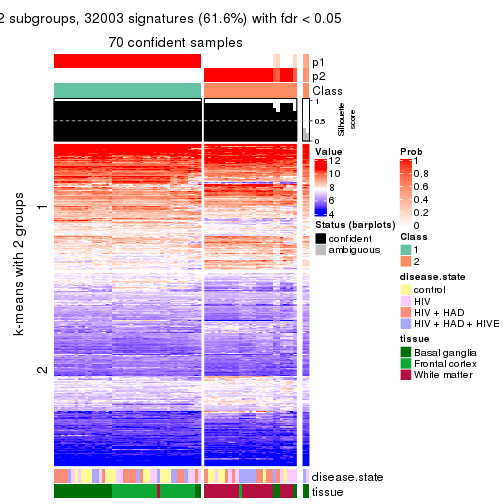 2 subgroups, 32003 signatures (61.6%) with fdr < 0.05
70 confident samples
p1
p2
Class
1
0.5
0
Silhouette
score
k-means with 2 groups
1
2
disease.state
tissue
Value
12
10
8
6
4
Status (barplots)
confident
ambiguous
Prob
1
0.8
0.6
0.4
0.2
0
Class
1
2
disease.state
control
HIV
HIV + HAD
HIV + HAD + HIVE
tissue
Basal ganglia
Frontal cortex
White matter